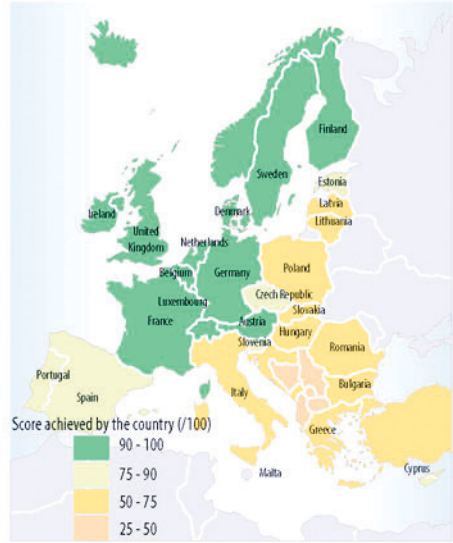 Finland
Sweden
Estonia
Latvia
Lithuania
Denmark
Ireland
United
Kingdom
Netherlands
Belgium
Germany
Poland
Luxembourg
Czech Republic
Slovakia
France
Austria
Hungary
Slovenia
Romania
Portugal
Spain
Italy
Bulgaria
Greece
Malta
Cyprus
Score achieved by the country (/100)
90 - 100
75 - 90
50 - 75
25 - 50